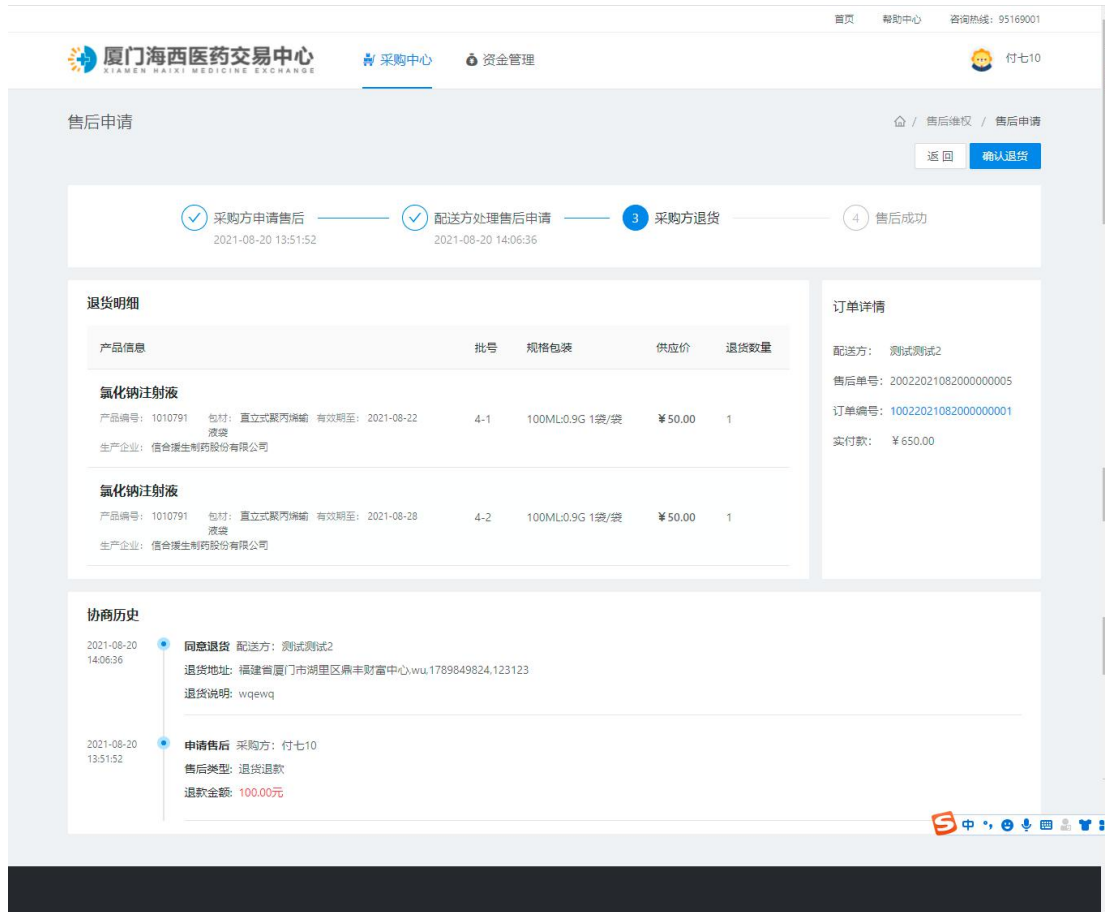 首页 帮助中心 咨询热线：95169001
厦门海西医药交易中心 采购中心 资金管理 付七10
XIAMEN HAIXI MEDICINE EXCHANGE
售后申请 / 售后维权 / 售后申请
返 回 确认退货
采购方申请售后 配送方处理售后申请 3 采购方退货 4 售后成功
2021-08-20 13:51:52 2021-08-20 14:06:36
退货明细
产品信息 批号 规格包装 供应价 退货数量
氯化钠注射液
产品编号：1010791 包材：直立式聚丙烯输 有效期至：2021-08-22 4-1 100ML:0.9G 1袋/袋 ￥50.00 1
液袋
生产企业：信合援生制药股份有限公司
氯化钠注射液
产品编号：1010791 包材：直立式聚丙烯输 有效期至：2021-08-28 4-2 100ML:0.9G 1袋/袋 ￥50.00 1
液袋
生产企业：信合援生制药股份有限公司
订单详情
配送方： 测试测试2
售后单号：20022021082000000005
订单编号：10022021082000000001
实付款： ￥650.00
协商历史
2021-08-20 同意退货 配送方：测试测试2
14:06:36
退货地址: 福建省厦门市湖里区鼎丰财富中心,wu,1789849824,123123
退货说明: wqewq
2021-08-20 申请售后 采购方：付七10
13:51:52
售后类型: 退货退款
退款金额: 100.00元
S 中